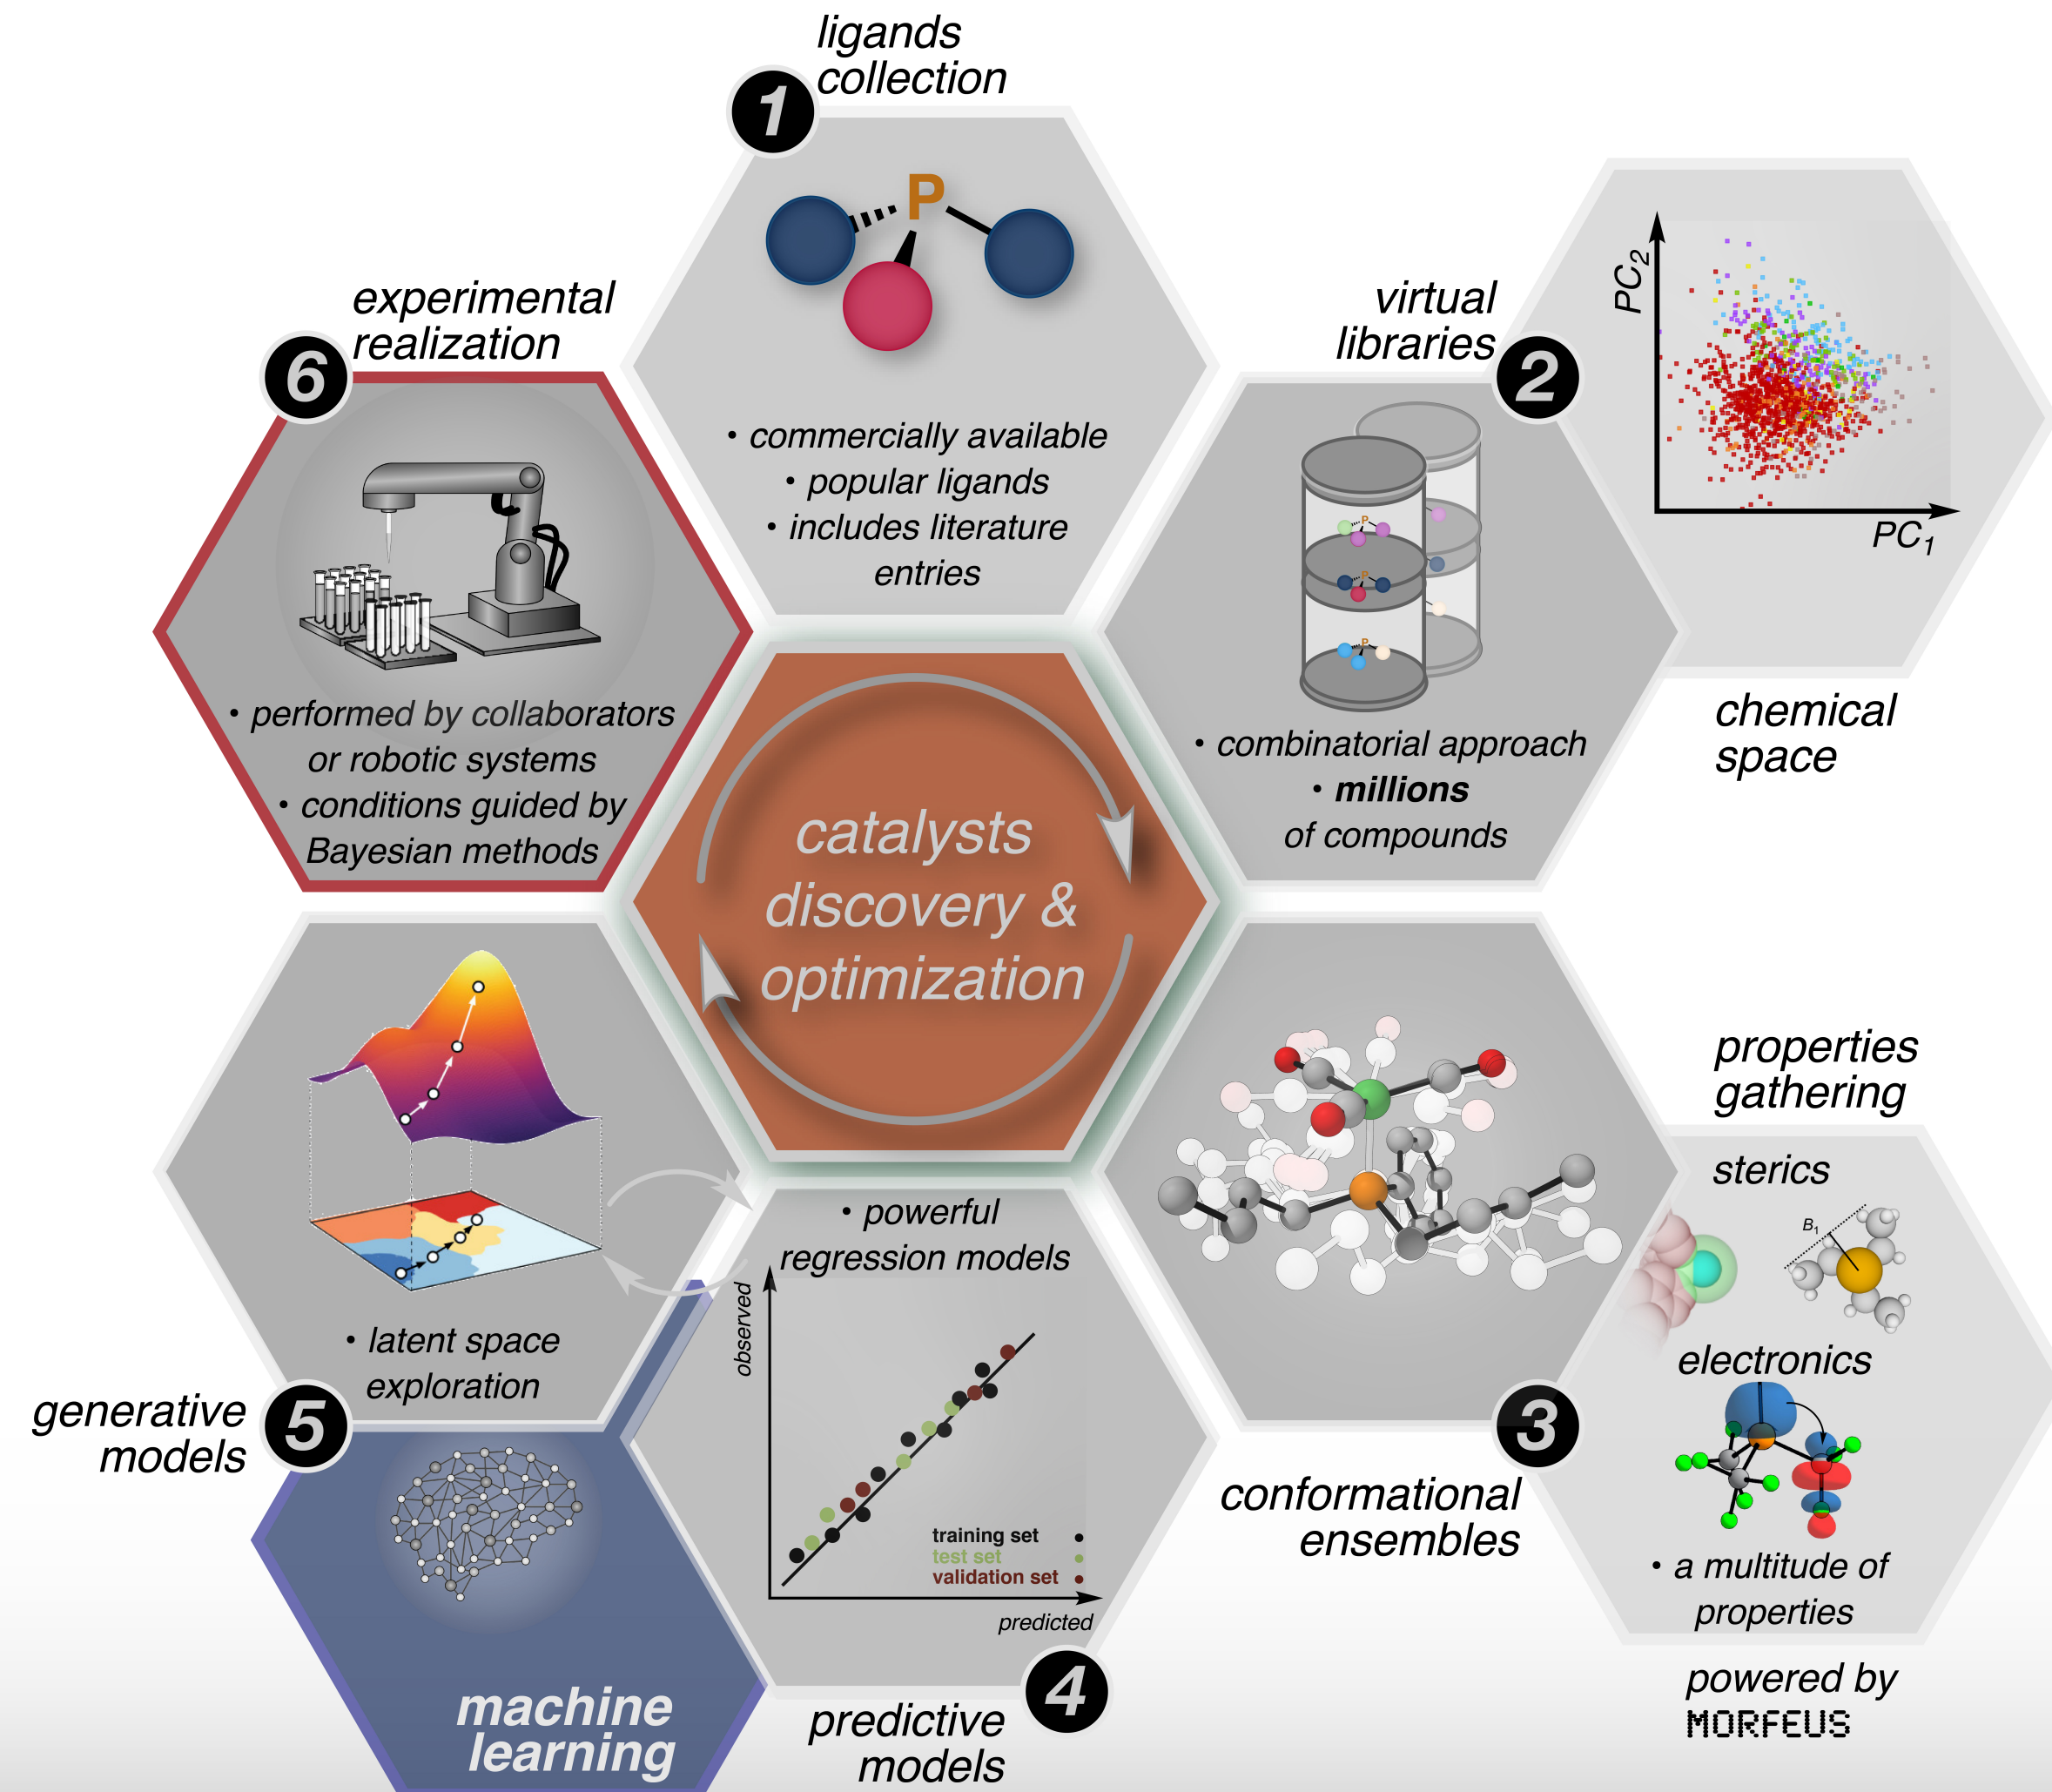 1
ligands
collection
P
• commercially available
• popular ligands
• includes literature
entries
2
virtual
libraries
P
P
P
• combinatorial approach
• millions
of compounds
PC2
PC1
chemical
space
3
conformational
ensembles
properties
gathering
sterics
B1
electronics
• a multitude of
properties
powered by
MORFEUS
4
predictive
models
• powerful
regression models
observed
predicted
training set
test set
validation set
machine
learning
5
generative
models
• latent space
exploration
6
experimental
realization
• performed by collaborators
or robotic systems
• conditions guided by
Bayesian methods
catalysts
discovery &
optimization